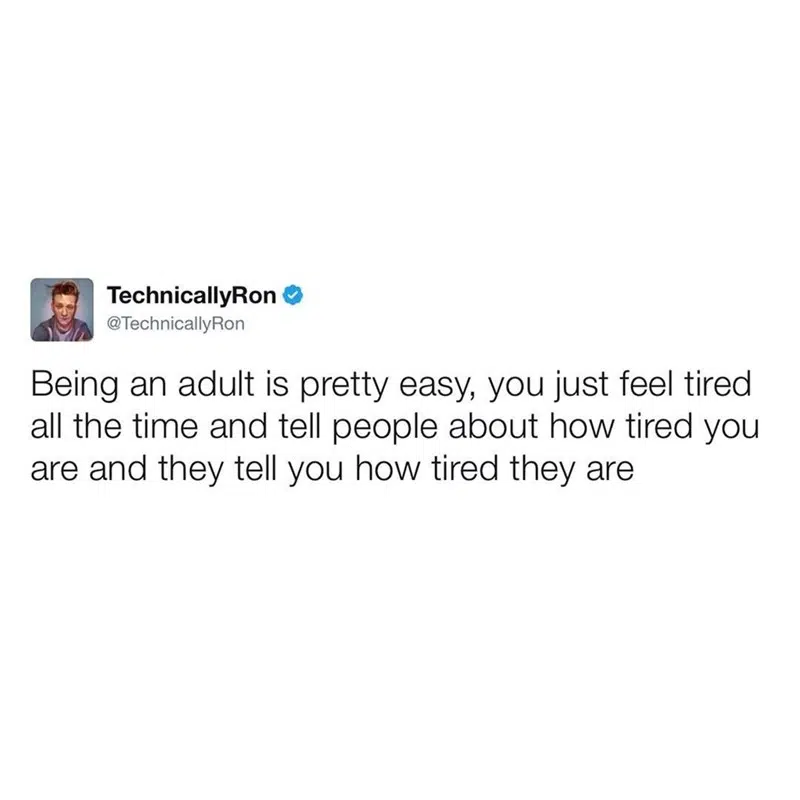 TechnicallyRon
@TechnicallyRon
Being an adult is pretty easy, you just feel tired
all the time and tell people about how tired you
are and they tell you how tired they are